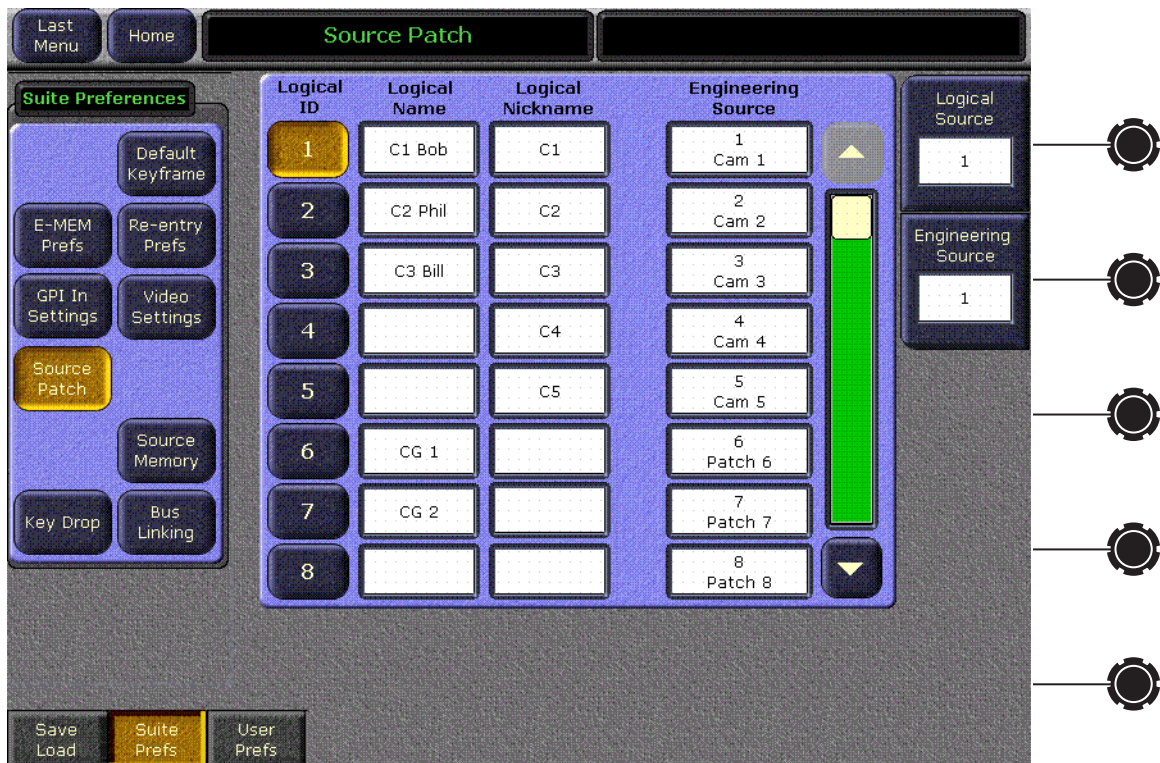 Last
Menu
Home
Source Patch
Suite Preferences
Default
Keyframe
E-MEM
Prefs
Re-entry
Prefs
GPI In
Settings
Video
Settings
Source
Patch
Source
Memory
Key Drop
Bus
Linking
Logical
ID
Logical
Name
Logical
Nickname
Engineering
Source
1
C1 Bob
C1
1
Cam 1
2
C2 Phil
C2
2
Cam 2
3
C3 Bill
C3
3
Cam 3
4
C4
4
Cam 4
5
C5
5
Cam 5
6
CG 1
6
Patch 6
7
CG 2
7
Patch 7
8
8
Patch 8
Logical
Source
1
Engineering
Source
1
Save
Load
Suite
Prefs
User
Prefs